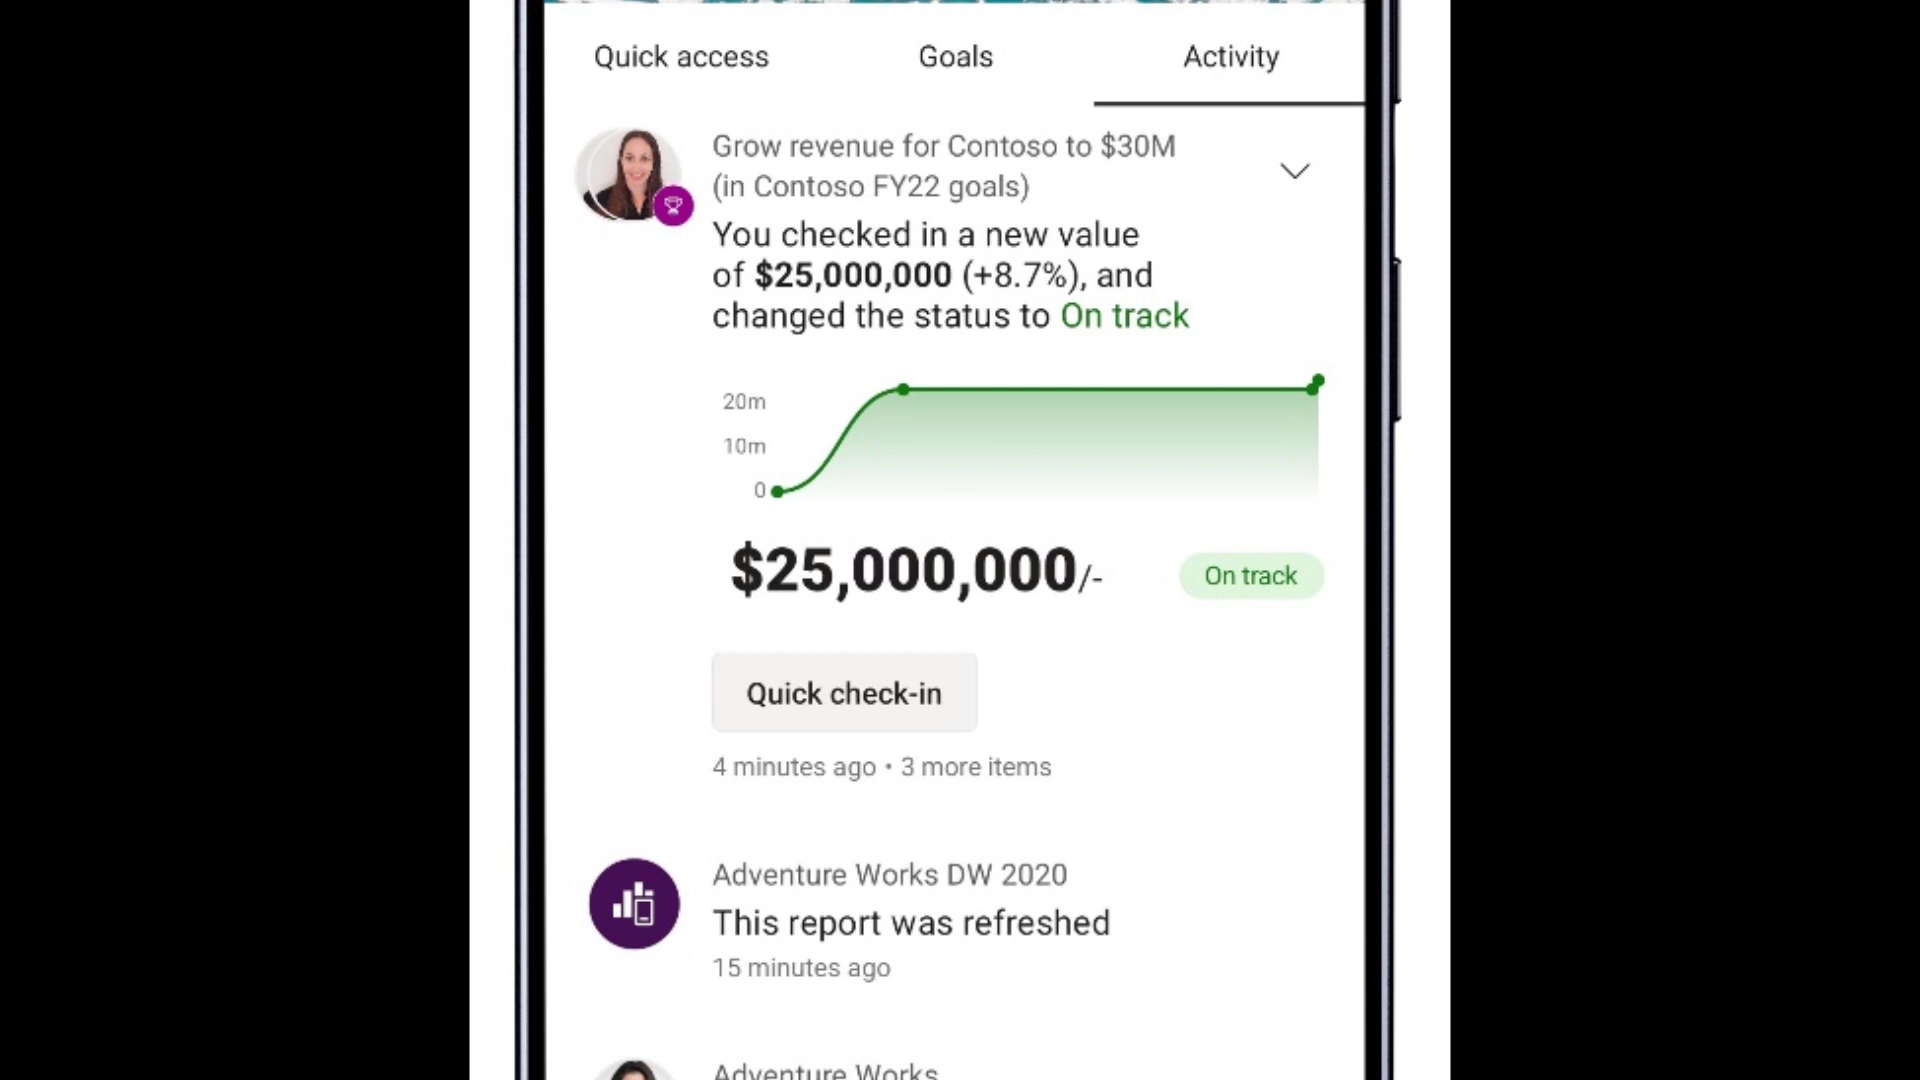 Quick access
Goals
Activity
Grow revenue for Contoso to $30M
(in Contoso FY22 goals)
You checked in a new value
of $25,000,000 (+8.7%), and
changed the status to On track
20m
10m
0
$25,000,000/-
On track
Quick check-in
4 minutes ago • 3 more items
Adventure Works DW 2020
This report was refreshed
15 minutes ago
Adventure Works